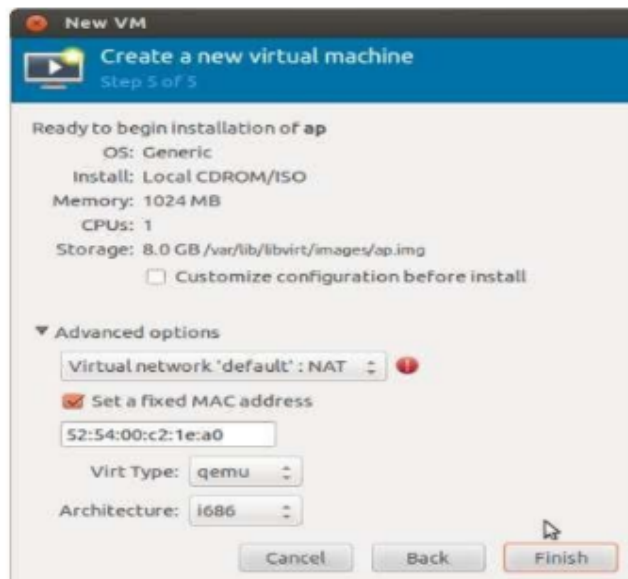 New VM
Create a new virtual machine
Step 5 of 5
Ready to begin installation of ap
OS: Generic
Install: Local CDROM/ISO
Memory: 1024 MB
CPUs: 1
Storage: 8.0 GB /var/lib/libvirt/images/ap.img
Customize configuration before install
Advanced options
Virtual network 'default' : NAT
Set a fixed MAC address
52:54:00:c2:1e:a0
Virt Type: qemu
Architecture: i686
Cancel Back Finish